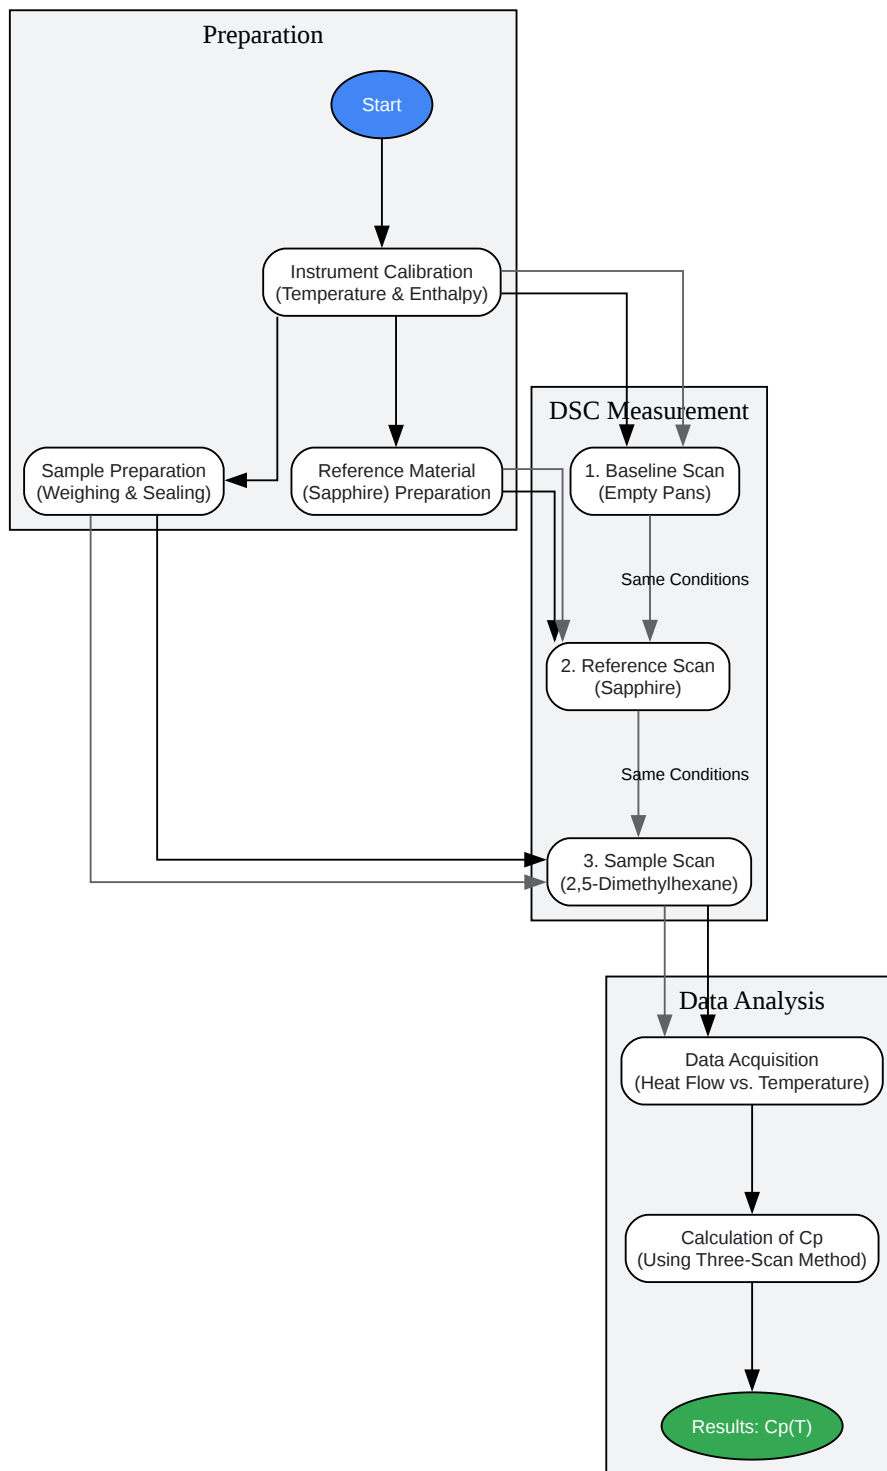 Preparation
Start
Instrument Calibration
(Temperature & Enthalpy)
DSC Measurement
Sample Preparation
(Weighing & Sealing)
Reference Material
(Sapphire) Preparation
1. Baseline Scan
(Empty Pans)
Same Conditions
2. Reference Scan
(Sapphire)
Same Conditions
3. Sample Scan
(2,5-Dimethylhexane)
Data Analysis
Data Acquisition
(Heat Flow vs. Temperature)
Calculation of Cp
(Using Three-Scan Method)
Results: Cp(T)